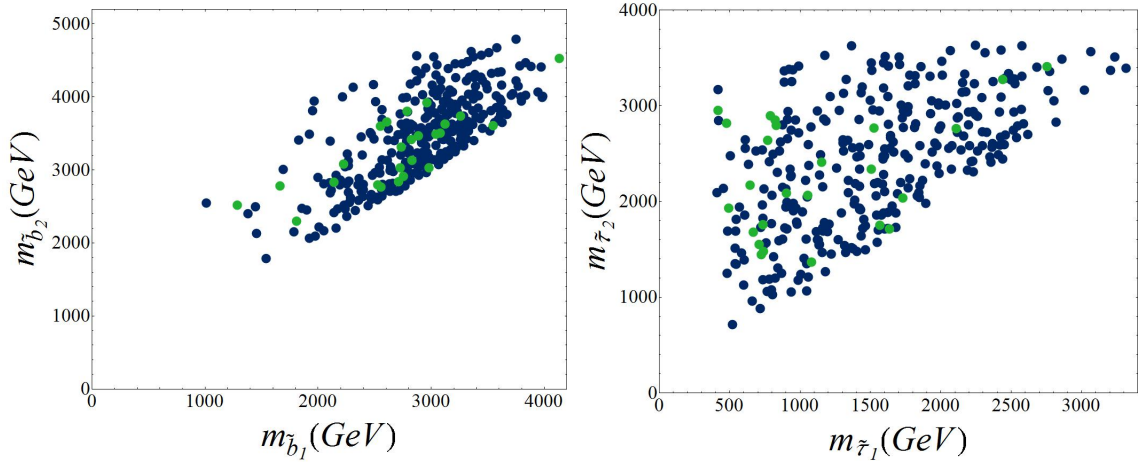 5000
4000
3000
2000
1000
0
m_{\tilde{b}_2}(GeV)
0 1000 2000 3000 4000
m_{\tilde{b}_1}(GeV)
4000
3000
2000
1000
0
m_{\tilde{τ}_2}(GeV)
0 500 1000 1500 2000 2500 3000
m_{\tilde{τ}_1}(GeV)